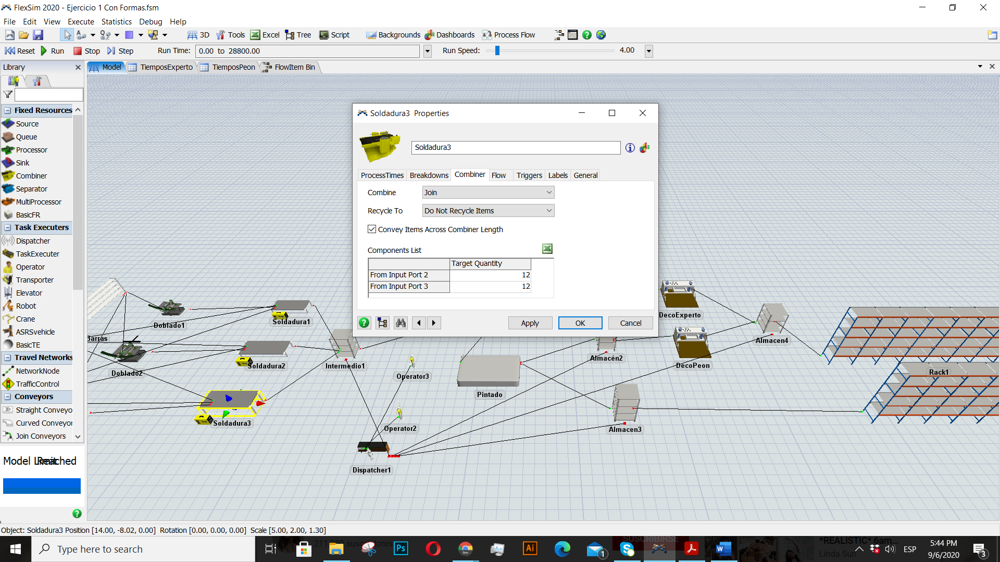 FlexSim 2020 - Ejercicio 1 Con Formas.fsm
File Edit View Execute Statistics Debug Help
3D Tools Excel Tree Script Backgrounds Dashboards Process Flow
Reset Run Stop Step Run Time: 0.00 to 28800.00 Run Speed: 4.00
Library
Model TiemposExperto TiemposPeon FlowItem Bin
Fixed Resources
Source
Queue
Processor
Sink
Combiner
Separator
MultiProcessor
BasicFR
Task Executers
Dispatcher
TaskExecuter
Operator
Transporter
Elevator
Robot
Crane
ASRSvehicle
BasicTE
Travel Networks
NetworkNode
TrafficControl
Conveyors
Straight Conveyo
Curved Conveyor
Join Conveyors
Model Limit Reached
Soldadura3 Properties
Soldadura3
ProcessTimes Breakdowns Combiner Flow Triggers Labels General
Combine Join
Recycle To Do Not Recycle Items
Convey Items Across Combiner Length
Components List
Target Quantity
From Input Port 2 12
From Input Port 3 12
Apply OK Cancel
Doblado1
Soldadura1
DecoExperto
Barras
Almacen4
Doblado2
Soldadura2
Intermedio1
Almacén2
DecoPeon
Operator3
Rack1
Pintado
Soldadura3
Operator2
Almacen3
Dispatcher1
Object: Soldadura3 Position [14.00, -8.02, 0.00] Rotation [0.00, 0.00, 0.00] Scale [5.00, 2.00, 1.30]
SUSCRIBIRSE
*REALISTIC* 6am...
Linda Sun
Type here to search
Ps
Ai
1
W
ESP
5:44 PM
9/6/2020
3